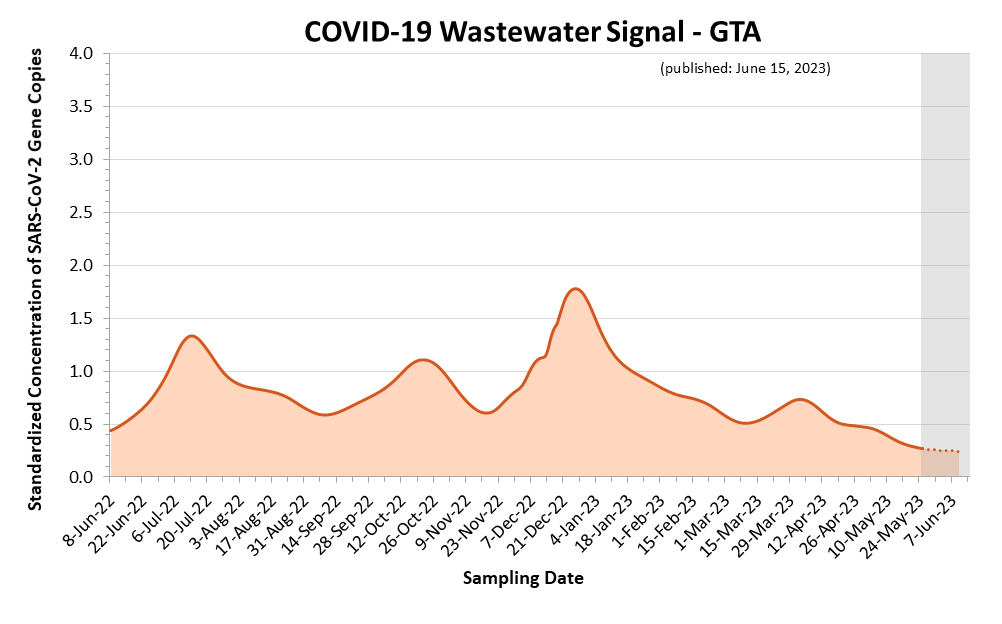 COVID-19 Wastewater Signal - GTA
(published: June 15, 2023)
Standardized Concentration of SARS-CoV-2 Gene Copies
4.0
3.5
3.0
2.5
2.0
1.5
1.0
0.5
0.0
8-Jun-22
22-Jun-22
6-Jul-22
20-Jul-22
3-Aug-22
17-Aug-22
31-Aug-22
14-Sep-22
28-Sep-22
12-Oct-22
26-Oct-22
9-Nov-22
23-Nov-22
7-Dec-22
21-Dec-22
4-Jan-23
18-Jan-23
1-Feb-23
15-Feb-23
1-Mar-23
15-Mar-23
29-Mar-23
12-Apr-23
26-Apr-23
10-May-23
24-May-23
7-Jun-23
Sampling Date